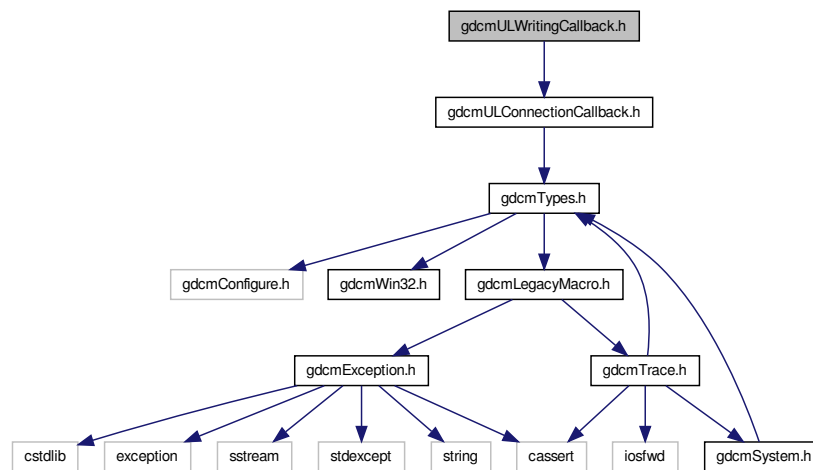 gdcmULWritingCallback.h
gdcmULConnectionCallback.h
gdcmTypes.h
gdcmConfigure.h
gdcmWin32.h
gdcmLegacyMacro.h
gdcmException.h
gdcmTrace.h
cstdlib
exception
sstream
stdexcept
string
cassert
iosfwd
gdcmSystem.h